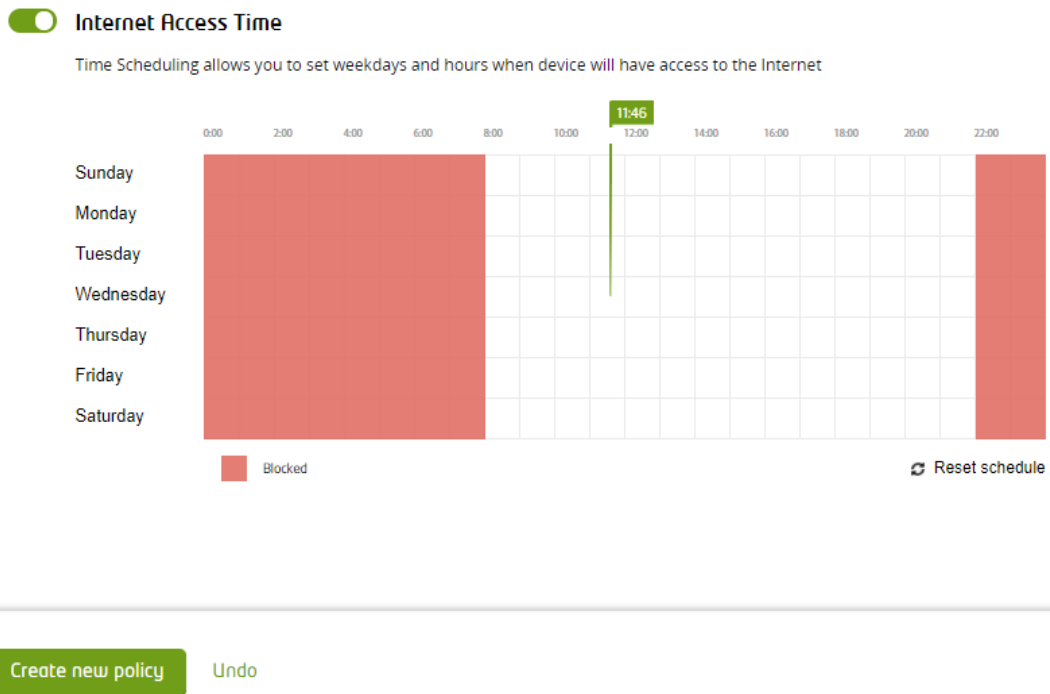 Internet Access Time
Time Scheduling allows you to set weekdays and hours when device will have access to the Internet
11:46
0:00 2:00 4:00 6:00 8:00 10:00 12:00 14:00 16:00 18:00 20:00 22:00
Sunday
Monday
Tuesday
Wednesday
Thursday
Friday
Saturday
Blocked Reset schedule
Create new policy Undo